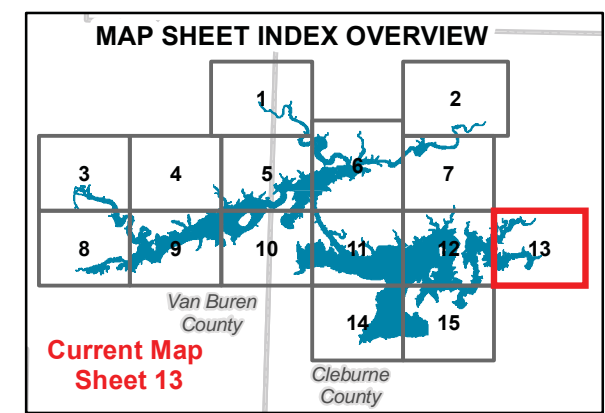 MAP SHEET INDEX OVERVIEW
1
2
3
4
5
6
7
8
9
10
11
12
13
Van Buren
County
14
15
Current Map
Sheet 13
Cleburne
County